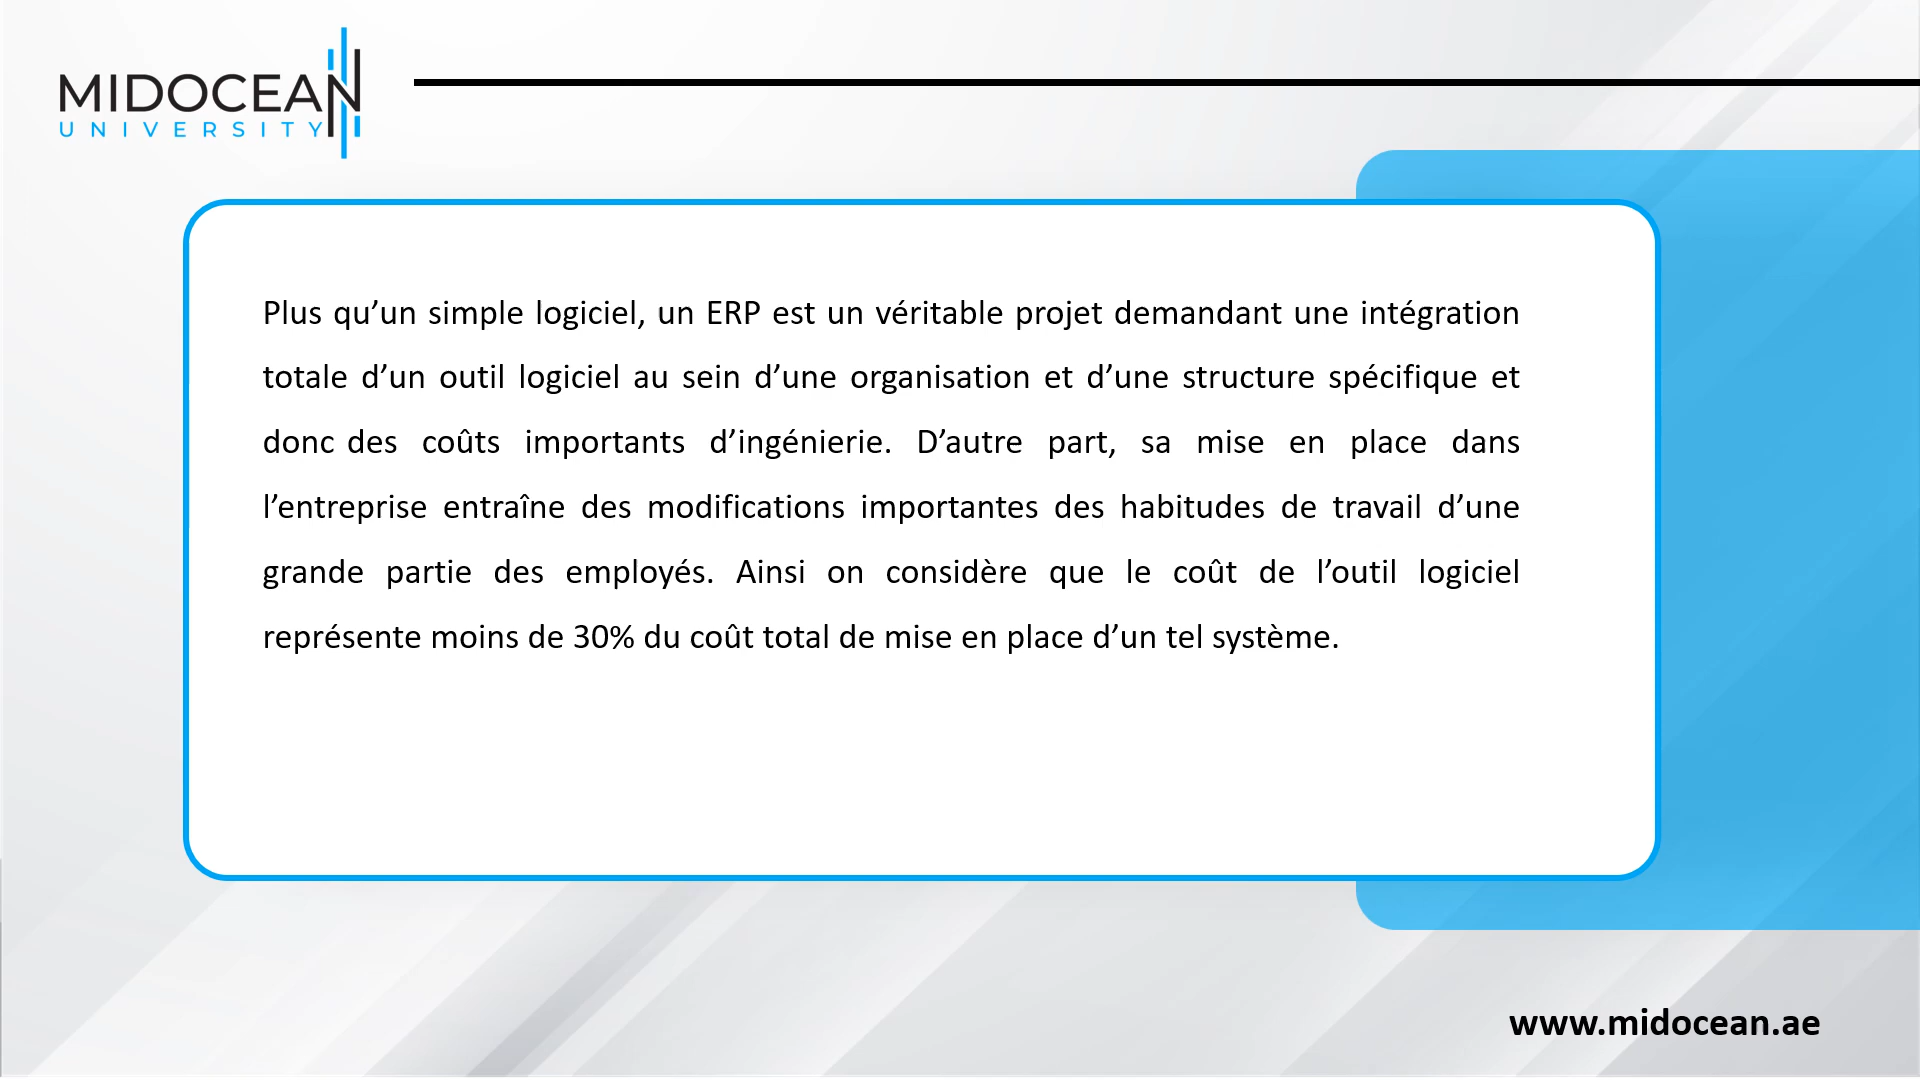 MIDOCEAN
UNIVERSITY
Plus qu’un simple logiciel, un ERP est un véritable projet demandant une intégration
totale d’un outil logiciel au sein d’une organisation et d’une structure spécifique et
donc des coûts importants d’ingénierie. D’autre part, sa mise en place dans
l’entreprise entraîne des modifications importantes des habitudes de travail d’une
grande partie des employés. Ainsi on considère que le coût de l’outil logiciel
représente moins de 30% du coût total de mise en place d’un tel système.
www.midocean.ae